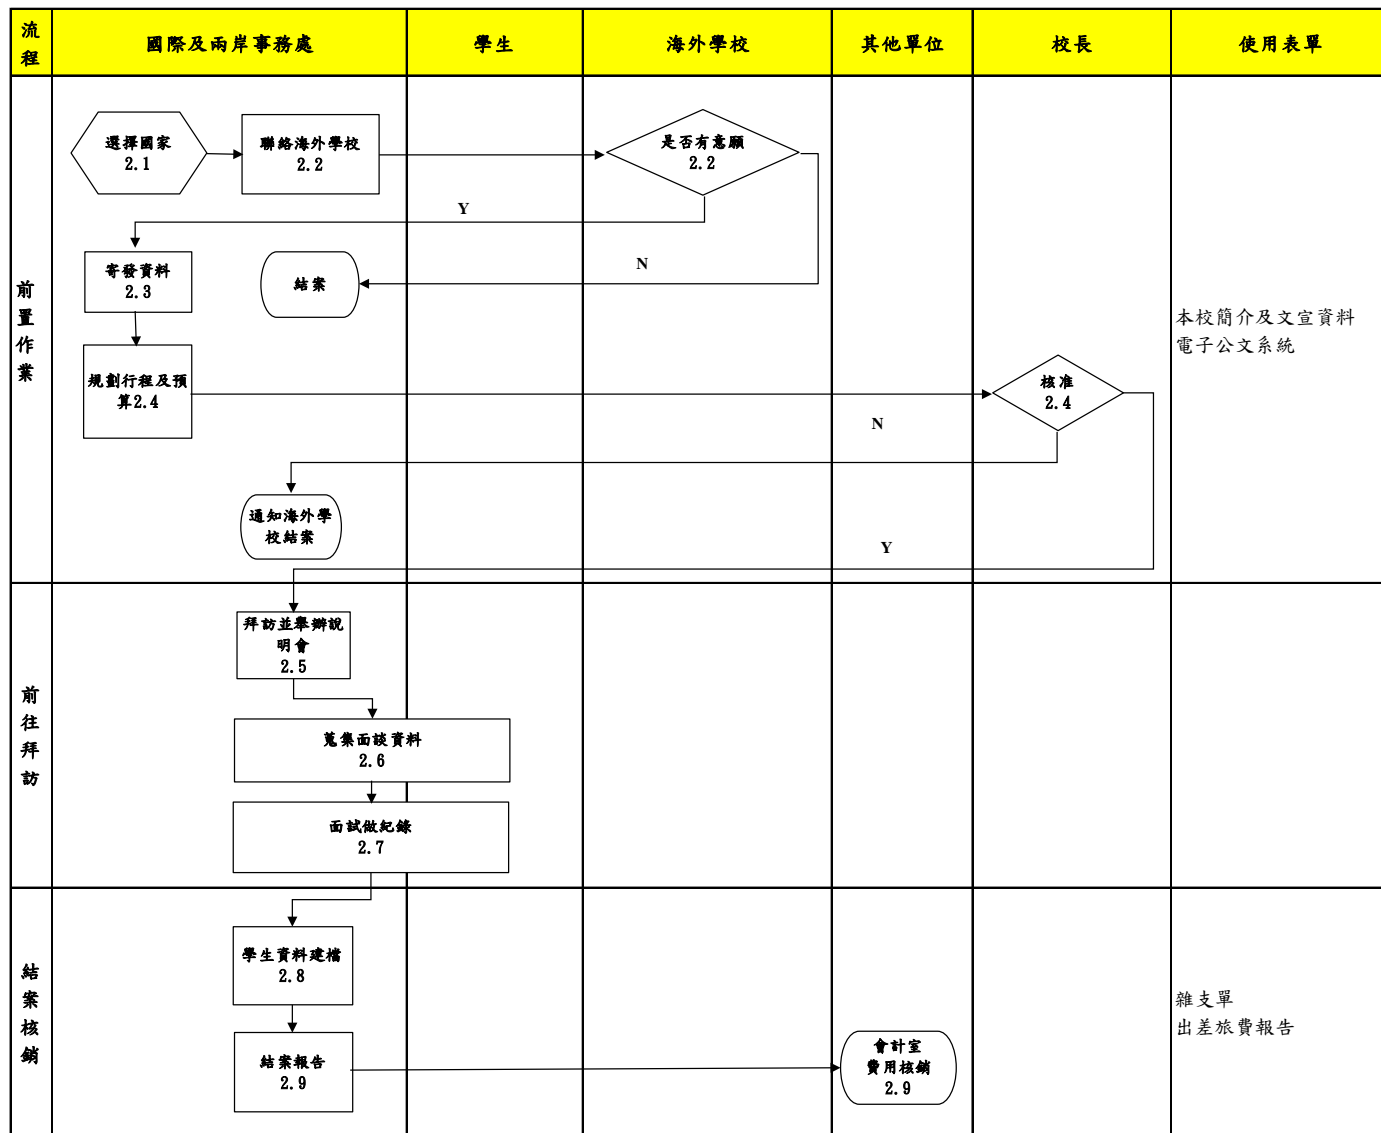 流
程
國際及兩岸事務處
學生
海外學校
其他單位
校長
使用表單
前
置
作
業
選擇國家
2.1
聯絡海外學校
2.2
是否有意願
2.2
Y
N
寄發資料
2.3
結案
規劃行程及預
算2.4
核准
2.4
N
本校簡介及文宣資料
電子公文系統
通知海外學
校結案
Y
前
往
拜
訪
拜訪並舉辦說
明會
2.5
蒐集面談資料
2.6
面試做紀錄
2.7
結
案
核
銷
學生資料建檔
2.8
結案報告
2.9
會計室
費用核銷
2.9
雜支單
出差旅費報告